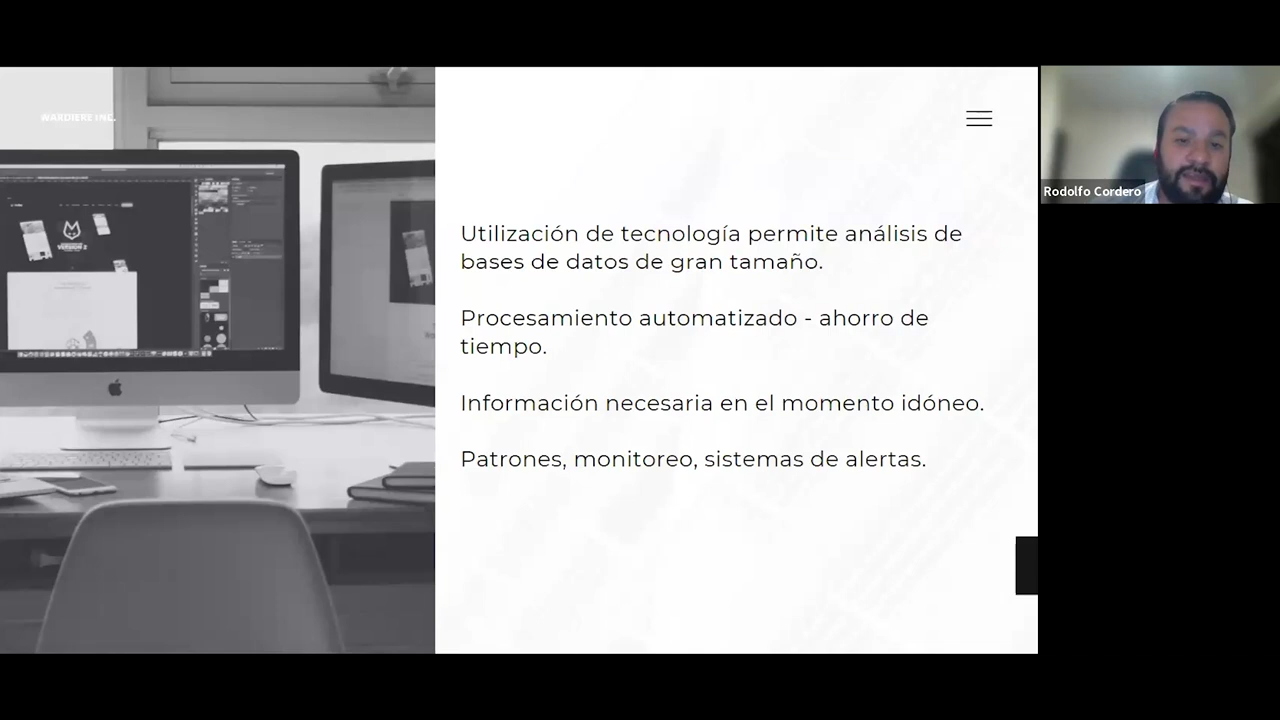 WARDIERE INC.
Utilización de tecnología permite análisis de
bases de datos de gran tamaño.
Procesamiento automatizado - ahorro de
tiempo.
Información necesaria en el momento idóneo.
Patrones, monitoreo, sistemas de alertas.
Rodolfo Cordero